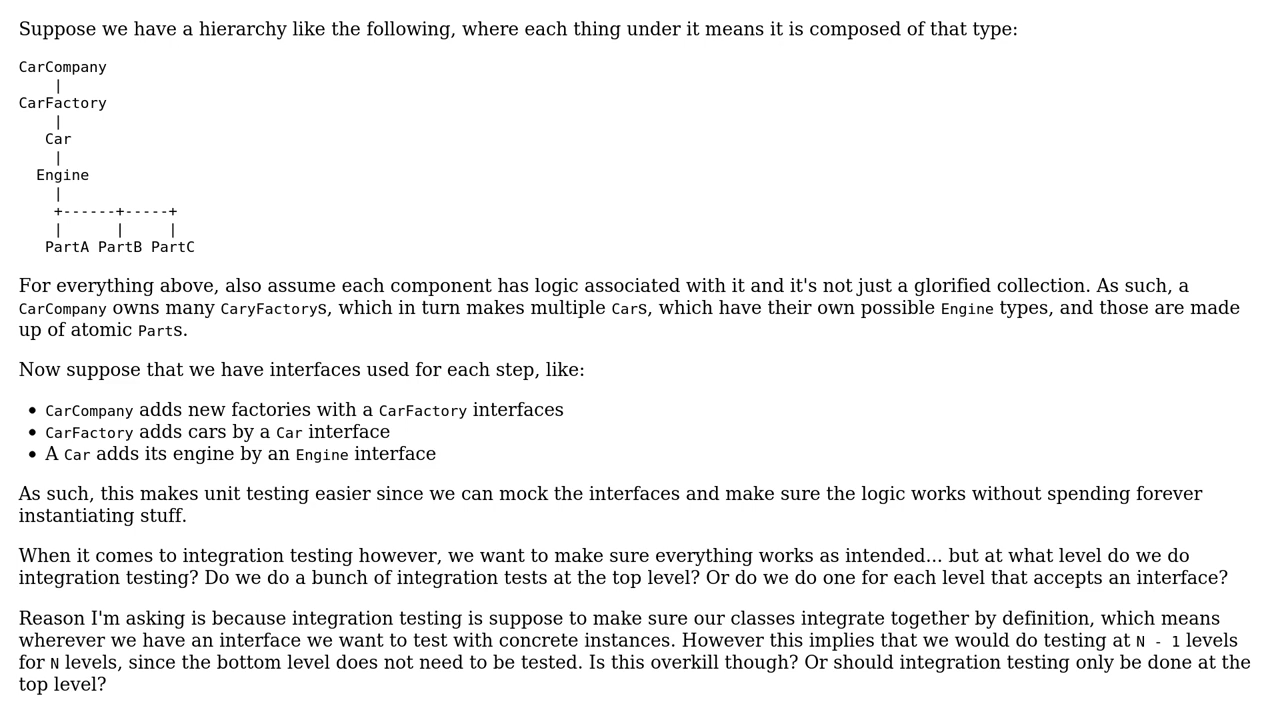 Suppose we have a hierarchy like the following, where each thing under it means it is composed of that type:
CarCompany
    |
CarFactory
    |
   Car
    |
  Engine
    |
    +------+-----+
    |      |     |
   PartA PartB PartC
For everything above, also assume each component has logic associated with it and it's not just a glorified collection. As such, a
CarCompany owns many CaryFactorys, which in turn makes multiple Cars, which have their own possible Engine types, and those are made
up of atomic Parts.
Now suppose that we have interfaces used for each step, like:
• CarCompany adds new factories with a CarFactory interfaces
• CarFactory adds cars by a Car interface
• A Car adds its engine by an Engine interface
As such, this makes unit testing easier since we can mock the interfaces and make sure the logic works without spending forever
instantiating stuff.
When it comes to integration testing however, we want to make sure everything works as intended... but at what level do we do
integration testing? Do we do a bunch of integration tests at the top level? Or do we do one for each level that accepts an interface?
Reason I'm asking is because integration testing is suppose to make sure our classes integrate together by definition, which means
wherever we have an interface we want to test with concrete instances. However this implies that we would do testing at N - 1 levels
for N levels, since the bottom level does not need to be tested. Is this overkill though? Or should integration testing only be done at the
top level?